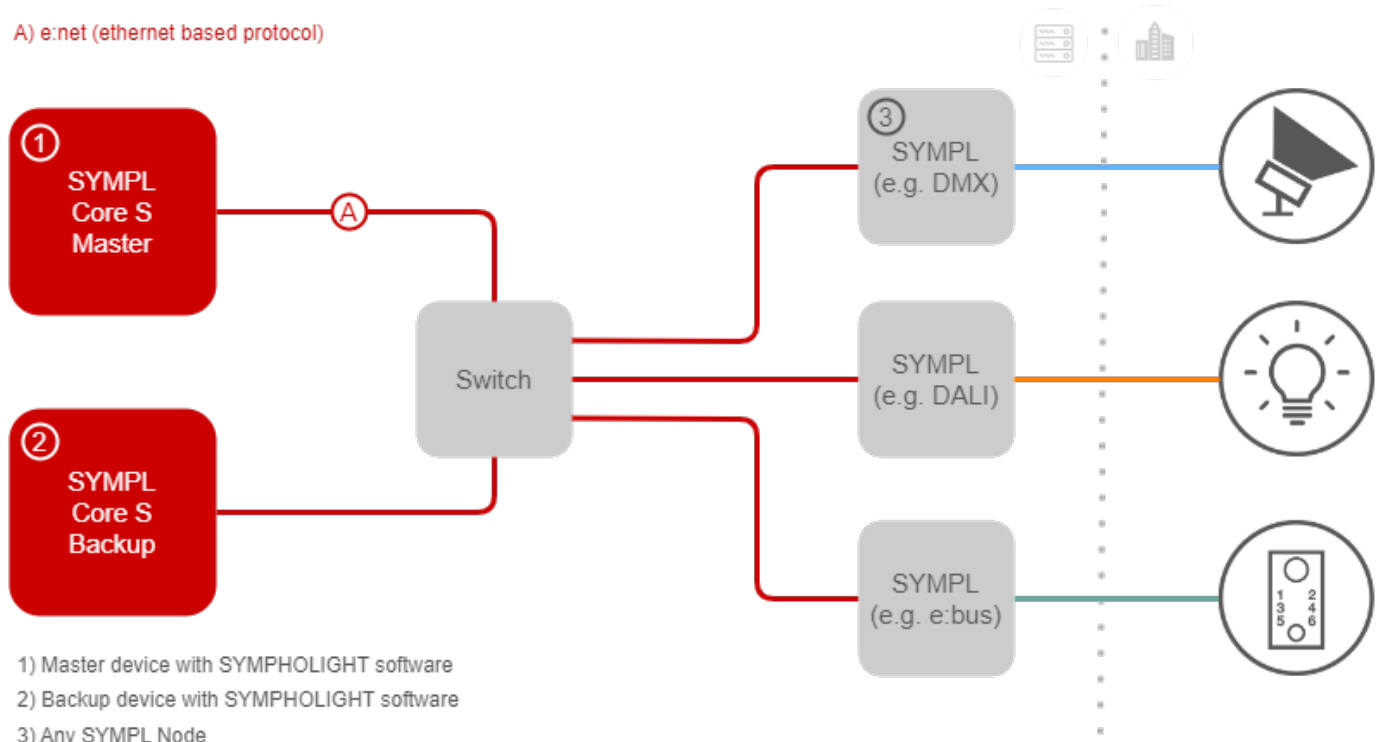 A) e:net (ethernet based protocol)
1
SYMPL
Core S
Master
A
3
SYMPL
(e.g. DMX)
Switch
SYMPL
(e.g. DALI)
2
SYMPL
Core S
Backup
SYMPL
(e.g. e:bus)
1 2
3 4
5 6
1) Master device with SYMPHOLIGHT software
2) Backup device with SYMPHOLIGHT software
3) Any SYMPL Node